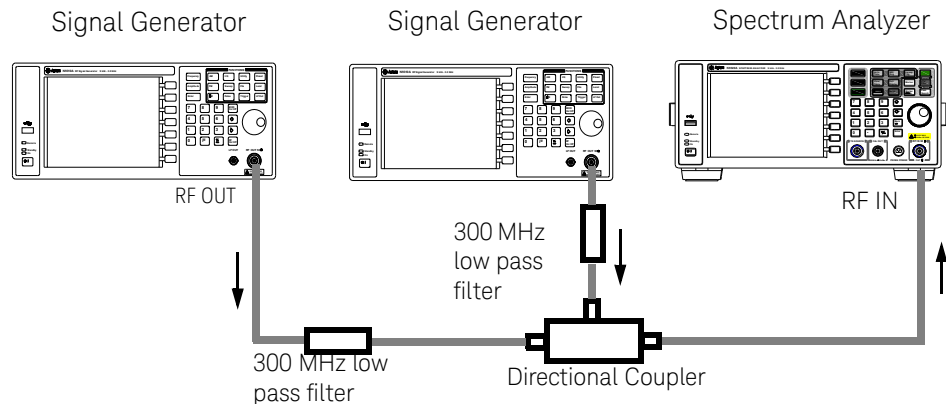 Signal Generator
Signal Generator
Spectrum Analyzer
RF OUT
RF IN
300 MHz
low pass
filter
300 MHz low
pass filter
Directional Coupler